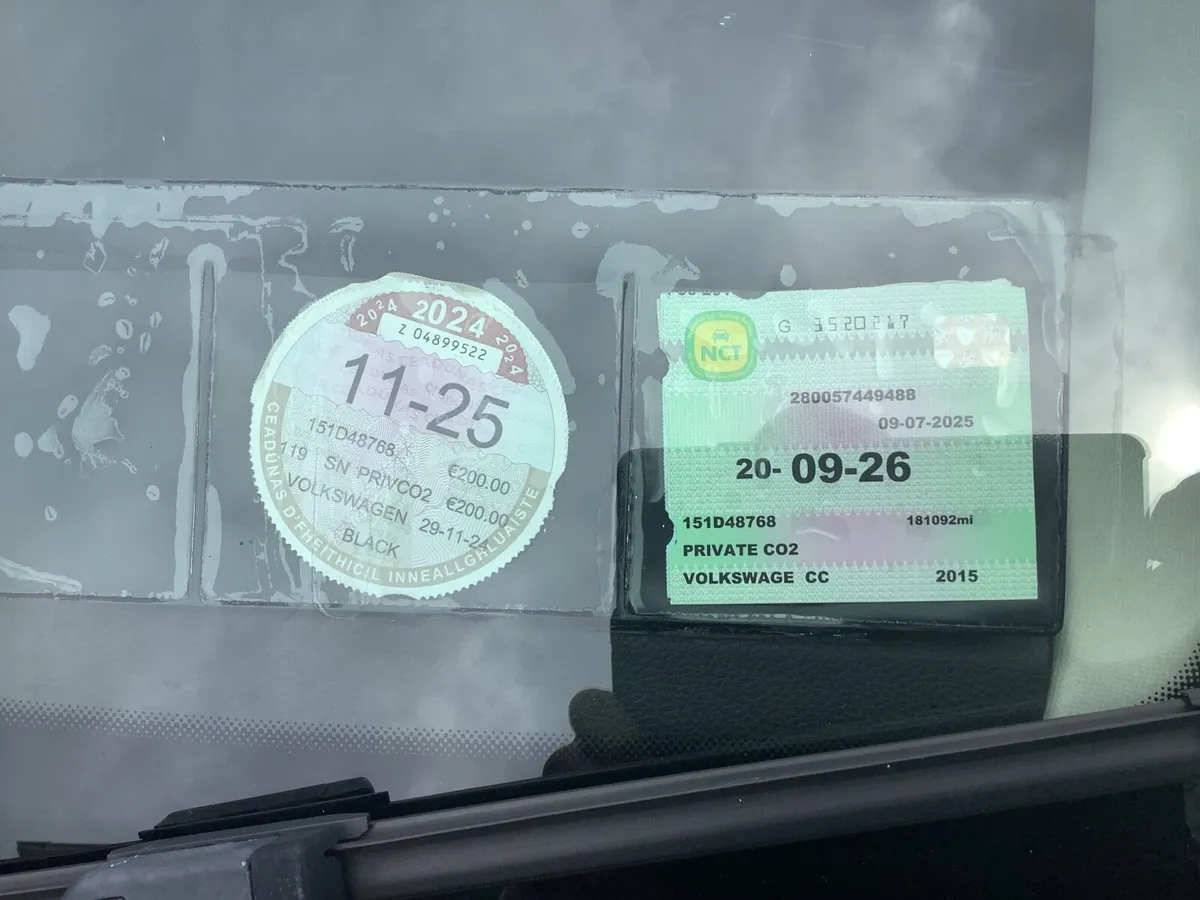 2024 2024 2024
Z 04899522
11-25
151D48768
€200.00
119 SN PRIVCO2 €200.00
VOLKSWAGEN 29-11-24
BLACK
CEADÚNAS D'FHEITHICIL INNEALLGHLUAISTE
NCT
G 3520217
280057449488
09-07-2025
20-09-26
151D48768 181092mi
PRIVATE CO2
VOLKSWAGE CC 2015